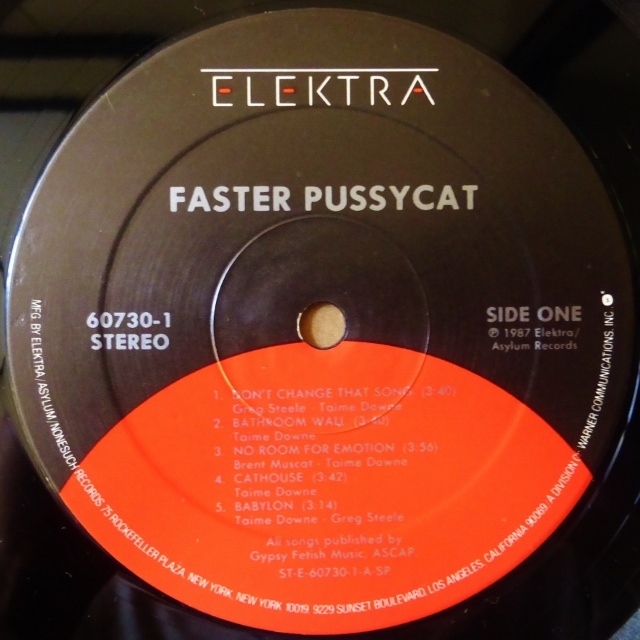 ELEKTRA
FASTER PUSSYCAT
60730-1
STEREO
SIDE ONE
℗ 1987 Elektra/
Asylum Records
1. DON'T CHANGE THAT SONG (3:40)
Greg Steele - Taime Downe
2. BATHROOM WALL (3:40)
Taime Downe
3. NO ROOM FOR EMOTION (3:56)
Brent Muscat - Taime Downe
4. CATHOUSE (3:42)
Taime Downe
5. BABYLON (3:14)
Taime Downe - Greg Steele
All songs published by
Gypsy Fetish Music, ASCAP
ST-E-60730-1-A-SP
MFG. BY ELEKTRA/ASYLUM/NONESUCH RECORDS 75 ROCKEFELLER PLAZA, NEW YORK, NEW YORK 10019 9229 SUNSET BOULEVARD, LOS ANGELES, CALIFORNIA 90069. A DIVISION OF WARNER COMMUNICATIONS, INC